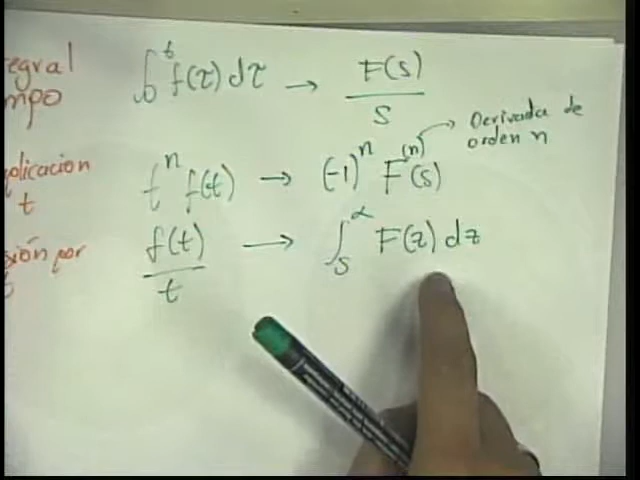 egral ∫₀ᵗ f(τ) dτ → F(s)/s
mpo
Derivada de
orden n
plicacion tⁿ f(t) → (-1)ⁿ F⁽ⁿ⁾(s)
t
sión por f(t)/t → ∫ₛ^∝ F(z) dz